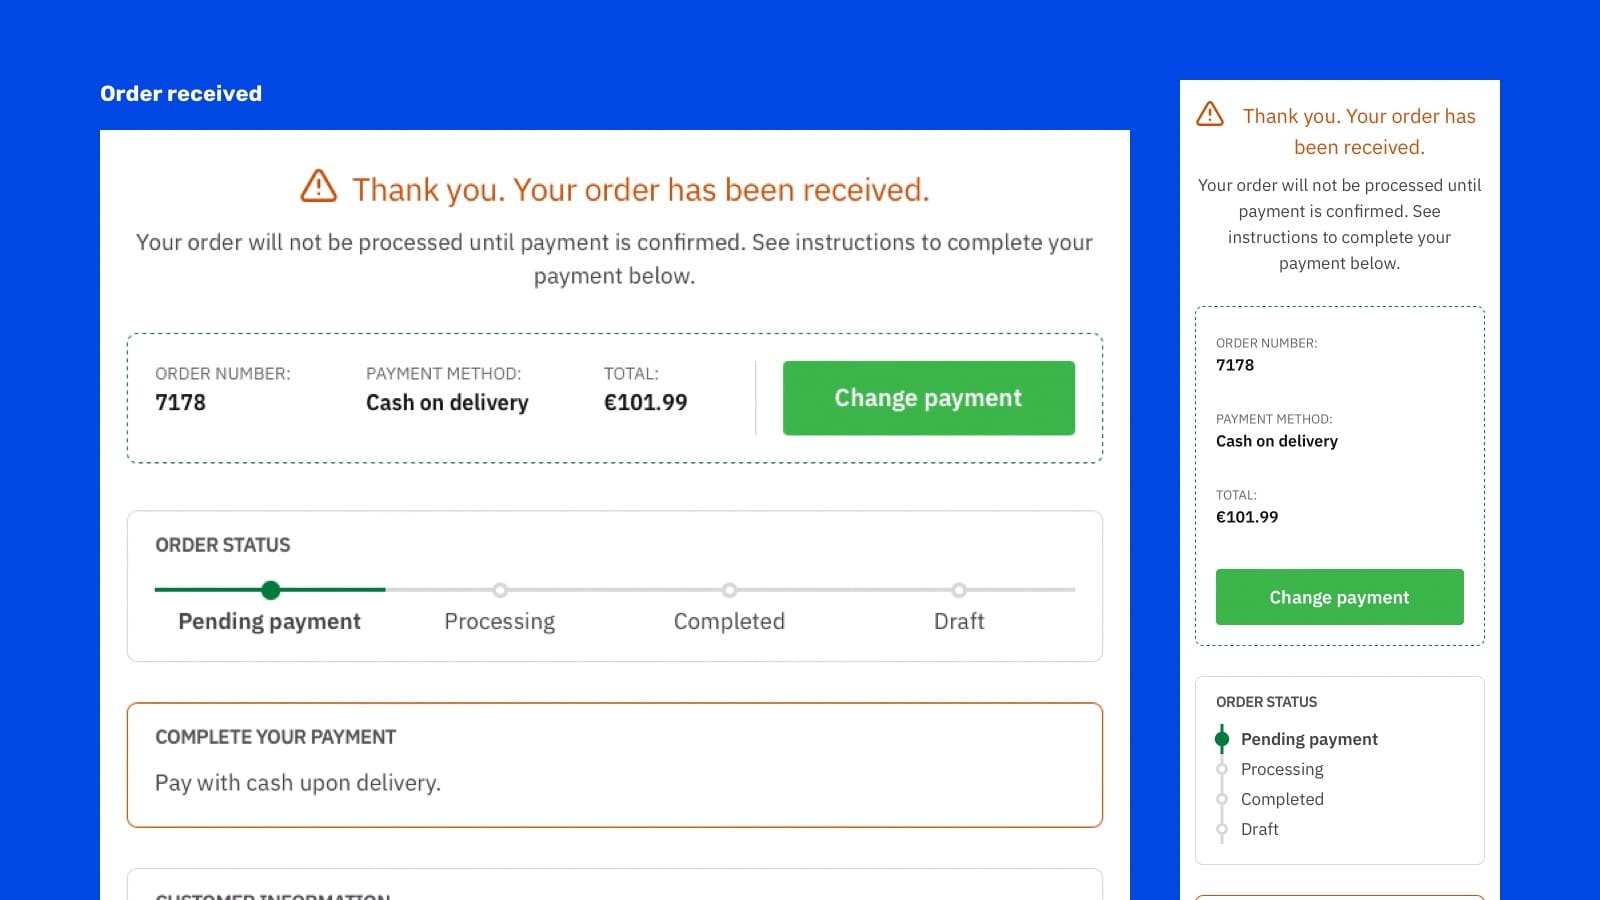 Order received
Thank you. Your order has been received.
Your order will not be processed until payment is confirmed. See instructions to complete your
payment below.
ORDER NUMBER:
7178
PAYMENT METHOD:
Cash on delivery
TOTAL:
€101.99
Change payment
ORDER STATUS
Pending payment
Processing
Completed
Draft
COMPLETE YOUR PAYMENT
Pay with cash upon delivery.
CUSTOMER INFORMATION
Thank you. Your order has
been received.
Your order will not be processed until
payment is confirmed. See
instructions to complete your
payment below.
ORDER NUMBER:
7178
PAYMENT METHOD:
Cash on delivery
TOTAL:
€101.99
Change payment
ORDER STATUS
Pending payment
Processing
Completed
Draft